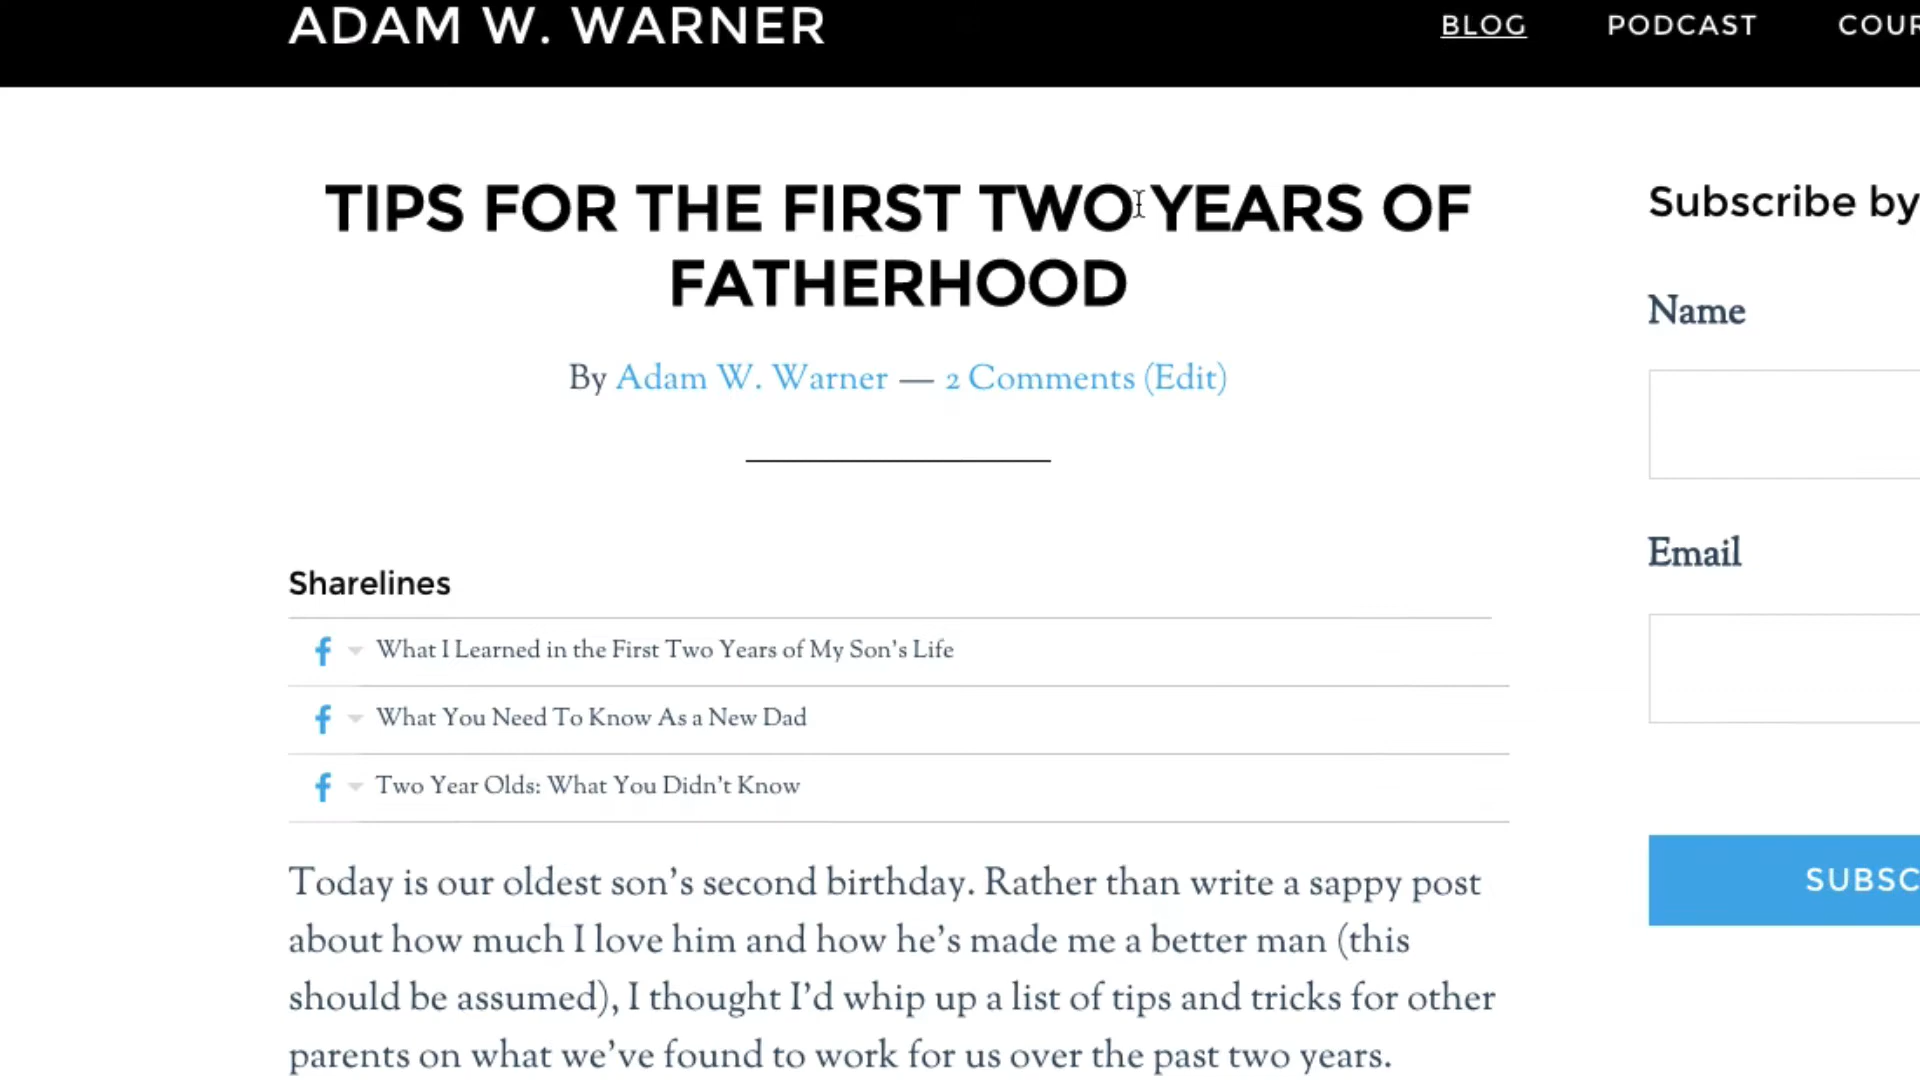 ADAM W. WARNER
BLOG PODCAST COUR
TIPS FOR THE FIRST TWO YEARS OF
FATHERHOOD
By Adam W. Warner — 2 Comments (Edit)
Sharelines
What I Learned in the First Two Years of My Son’s Life
What You Need To Know As a New Dad
Two Year Olds: What You Didn’t Know
Today is our oldest son’s second birthday. Rather than write a sappy post
about how much I love him and how he’s made me a better man (this
should be assumed), I thought I’d whip up a list of tips and tricks for other
parents on what we’ve found to work for us over the past two years.
Subscribe by
Name
Email
SUBSC